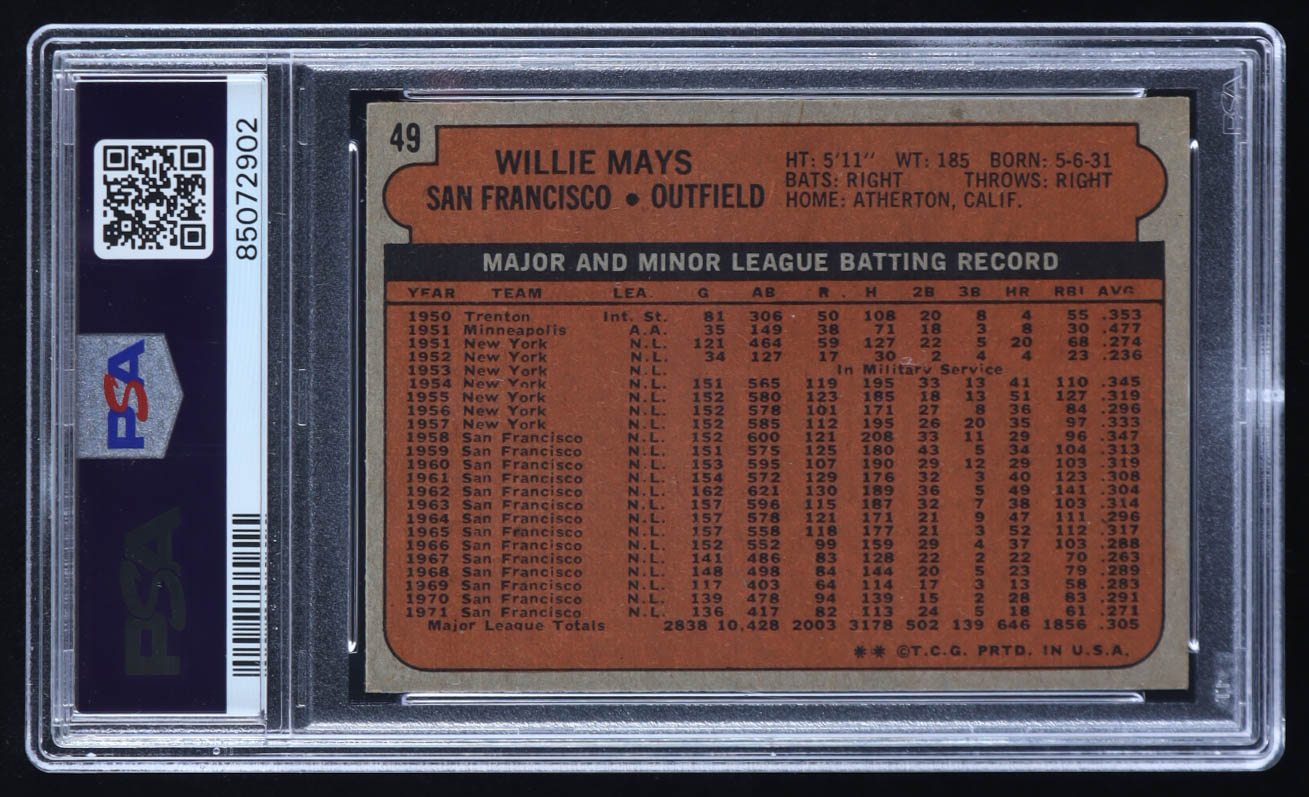 85072902
PSA
PSA
PSA
49
WILLIE MAYS
SAN FRANCISCO • OUTFIELD
HT: 5'11" WT: 185 BORN: 5-6-31
BATS: RIGHT THROWS: RIGHT
HOME: ATHERTON, CALIF.
MAJOR AND MINOR LEAGUE BATTING RECORD
YEAR TEAM LEA. G AB R. H 2B 3B HR RBI AVG
1950 Trenton Int. St. 81 306 50 108 20 8 4 55 .353
1951 Minneapolis A.A. 35 149 38 71 18 3 8 30 .477
1951 New York N.L. 121 464 59 127 22 5 20 68 .274
1952 New York N.L. 34 127 17 30 2 4 4 23 .236
1953 New York N.L. In Military Service
1954 New York N.L. 151 565 119 195 33 13 41 110 .345
1955 New York N.L. 152 580 123 185 18 13 51 127 .319
1956 New York N.L. 152 578 101 171 27 8 36 84 .296
1957 New York N.L. 152 585 112 195 26 20 35 97 .333
1958 San Francisco N.L. 152 600 121 208 33 11 29 96 .347
1959 San Francisco N.L. 151 575 125 180 43 5 34 104 .313
1960 San Francisco N.L. 153 595 107 190 29 12 29 103 .319
1961 San Francisco N.L. 154 572 129 176 32 3 40 123 .308
1962 San Francisco N.L. 162 621 130 189 36 5 49 141 .304
1963 San Francisco N.L. 157 596 115 187 32 7 38 103 .314
1964 San Francisco N.L. 157 578 121 171 21 9 47 111 .296
1965 San Francisco N.L. 157 558 118 177 21 3 52 112 .317
1966 San Francisco N.L. 152 552 99 159 29 4 37 103 .288
1967 San Francisco N.L. 141 486 83 128 22 2 22 70 .263
1968 San Francisco N.L. 148 498 84 144 20 5 23 79 .289
1969 San Francisco N.L. 117 403 64 114 17 3 13 58 .283
1970 San Francisco N.L. 139 478 94 139 15 2 28 83 .291
1971 San Francisco N.L. 136 417 82 113 24 5 18 61 .271
Major League Totals 2838 10,428 2003 3178 502 139 646 1856 .305
** ©T.C.G. PRTD. IN U.S.A.